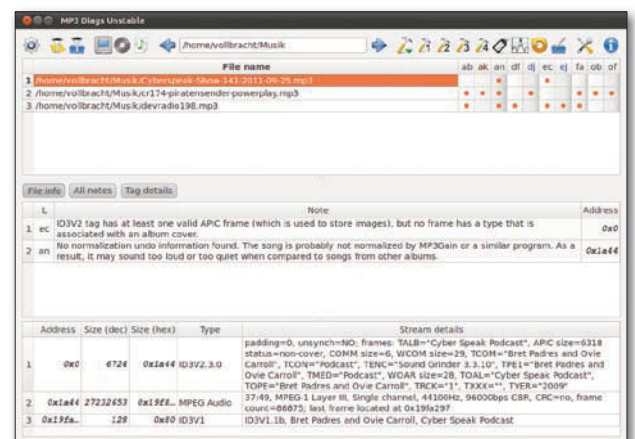 MP3 Diags Unstable
/home/vollbracht/Musik
File name ab ak an df dj ec ej fa ob of
1 /home/vollbracht/Musik/Cyberspeak-Show-141-2011-09-25.mp3
2 /home/vollbracht/Musik/cr174-piratensender-powerplay.mp3
3 /home/vollbracht/Musik/devradio198.mp3
File info All notes Tag details
L Note Address
1 ec ID3V2 tag has at least one valid APIC frame (which is used to store images), but no frame has a type that is 0x0
associated with an album cover.
2 an No normalization undo information found. The song is probably not normalized by MP3Gain or a similar program. As a 0x1a44
result, it may sound too loud or too quiet when compared to songs from other albums.
Address Size (dec) Size (hex) Type Stream details
padding=0, unsynch=NO; frames: TALB="Cyber Speak Podcast", APIC size=6318
status=non-cover, COMM size=6, WCOM size=29, TCOM="Bret Padres and Ovie
1 0x0 6724 0x1a44 ID3V2.3.0 Carroll", TCON="Podcast", TENC="Sound Grinder 3.3.10", TPE1="Bret Padres and
Ovie Carroll", TMED="Podcast", WOAR size=28, TOAL="Cyber Speak Podcast",
TOPE="Bret Padres and Ovie Carroll", TRCK="1", TXXX="", TYER="2009"
2 0x1a44 27232653 0x19f8... MPEG Audio 37:49, MPEG-1 Layer III, Single channel, 44100Hz, 96000bps CBR, CRC=no, frame
count=86875; last frame located at 0x19fa297
3 0x19fa... 128 0x80 ID3V1 ID3V1.1b, Bret Padres and Ovie Carroll, Cyber Speak Podcast